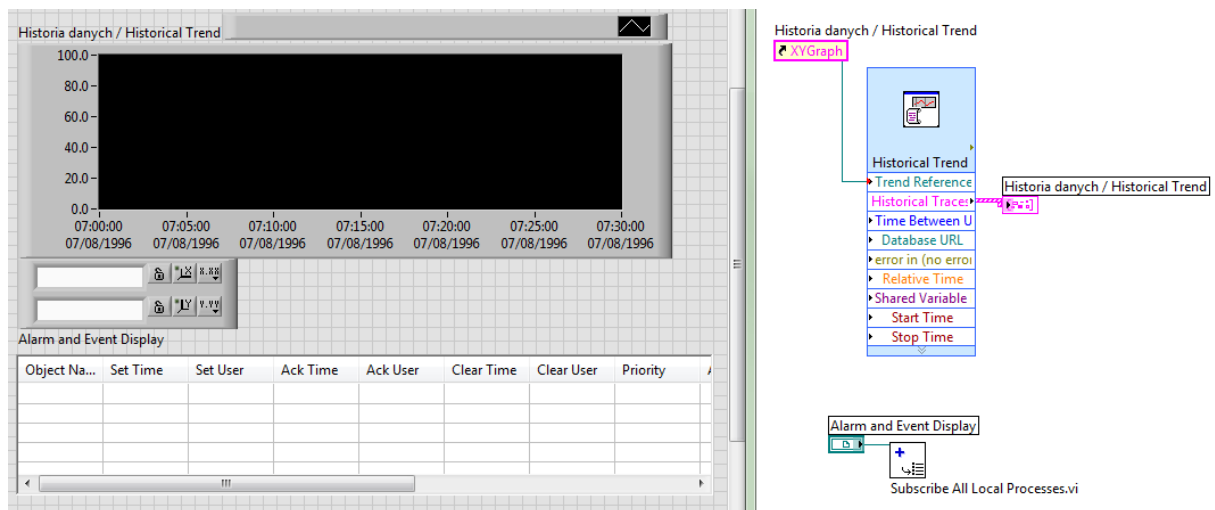 Historia danych / Historical Trend
100.0
80.0
60.0
40.0
20.0
0.0
07:00:00 07:05:00 07:10:00 07:15:00 07:20:00 07:25:00 07:30:00
07/08/1996 07/08/1996 07/08/1996 07/08/1996 07/08/1996 07/08/1996 07/08/1996
X X.XX
Y Y.YY
Alarm and Event Display
Object Na... Set Time Set User Ack Time Ack User Clear Time Clear User Priority
Historia danych / Historical Trend
XYGraph
Historical Trend
Trend Reference
Historical Traces
Time Between U
Database URL
error in (no erro
Relative Time
Shared Variable
Start Time
Stop Time
Historia danych / Historical Trend
Alarm and Event Display
Subscribe All Local Processes.vi